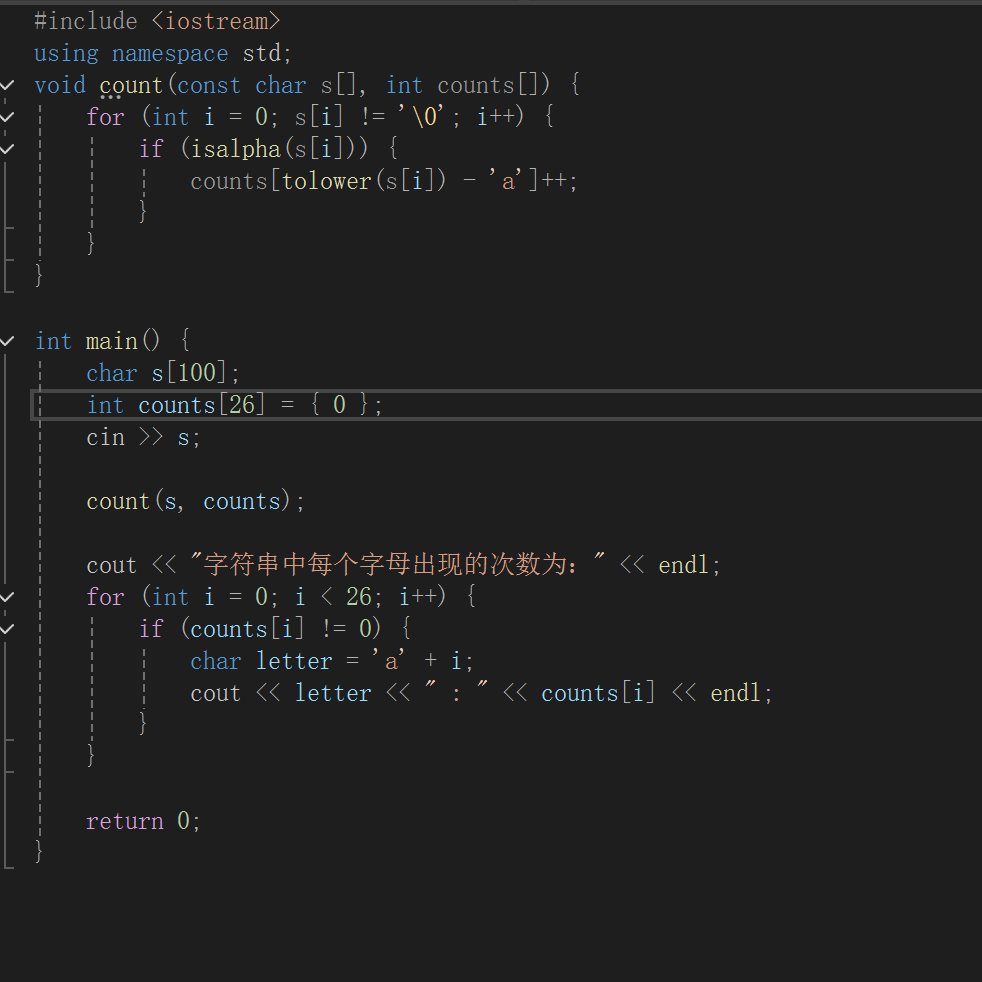 #include <iostream>
using namespace std;
void count(const char s[], int counts[]) {
    for (int i = 0; s[i] != '\0'; i++) {
        if (isalpha(s[i])) {
            counts[tolower(s[i]) - 'a']++;
        }
    }
}

int main() {
    char s[100];
    int counts[26] = { 0 };
    cin >> s;

    count(s, counts);

    cout << "字符串中每个字母出现的次数为：" << endl;
    for (int i = 0; i < 26; i++) {
        if (counts[i] != 0) {
            char letter = 'a' + i;
            cout << letter << " : " << counts[i] << endl;
        }
    }

    return 0;
}